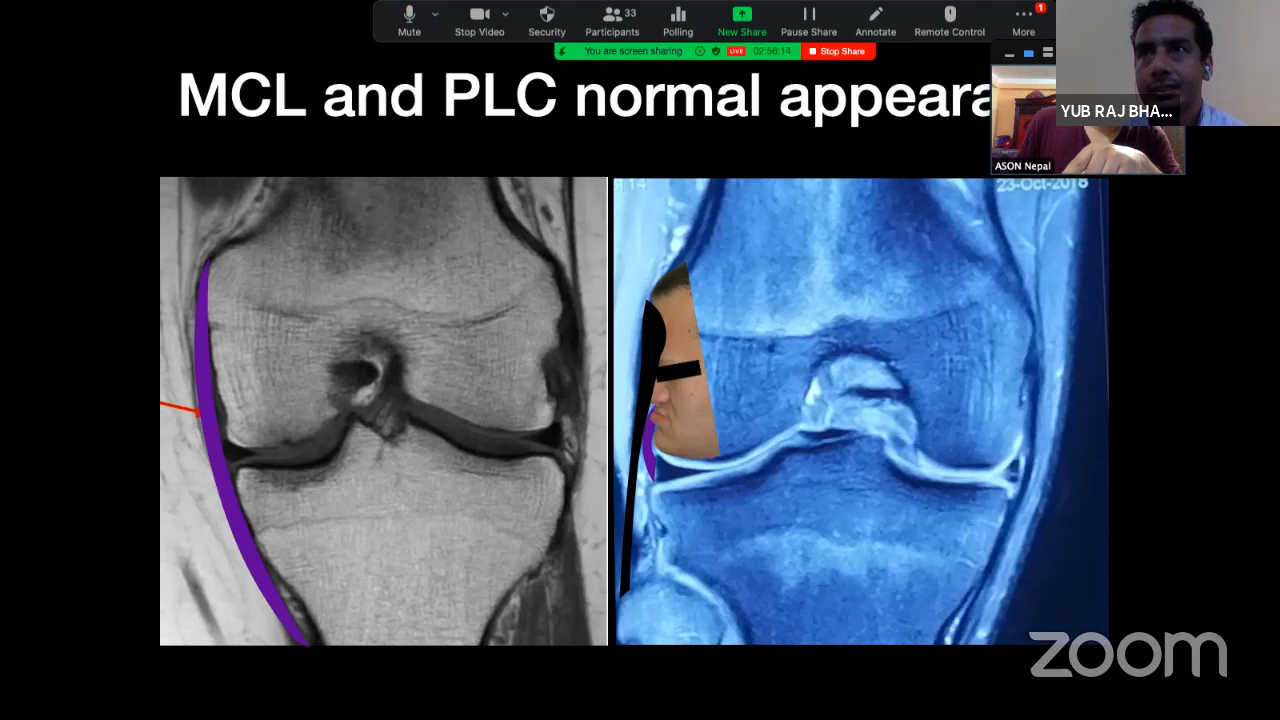 Mute
Stop Video
Security
33
Participants
Polling
New Share
Pause Share
Annotate
Remote Control
1
More
You are screen sharing
LIVE
02:56:14
Stop Share
YUB RAJ BHA...
ASON Nepal
MCL and PLC normal appeara
23-Oct-2018
zoom